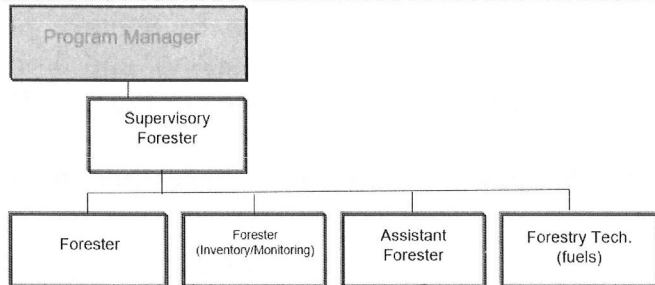 Program Manager
Supervisory
Forester
Forester
Forester
(Inventory/Monitoring)
Assistant
Forester
Forestry Tech.
(fuels)